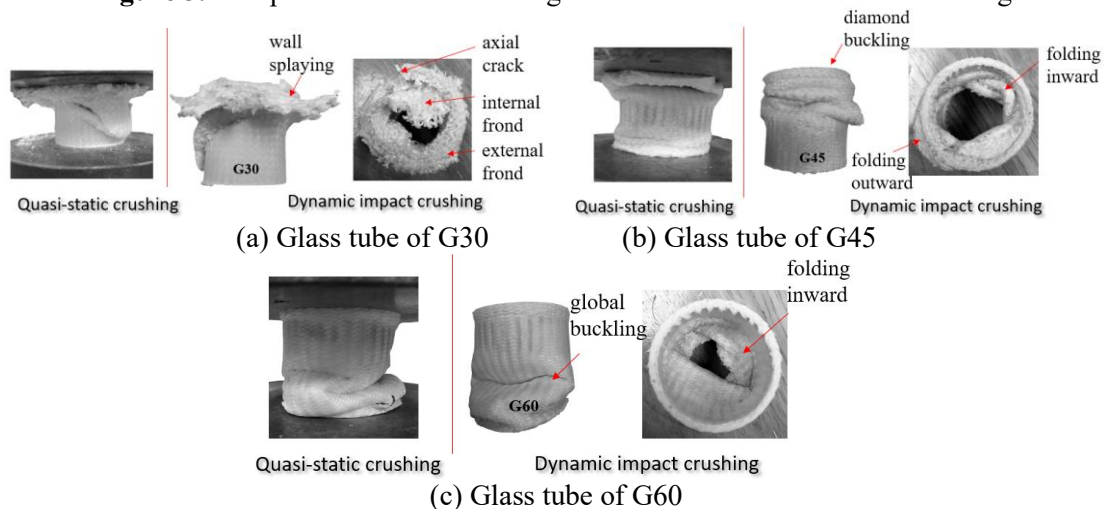 wall
splaying
axial
crack
internal
frond
external
frond
G30
Quasi-static crushing
Dynamic impact crushing
(a) Glass tube of G30
diamond
buckling
folding
inward
G45
folding
outward
Quasi-static crushing
Dynamic impact crushing
(b) Glass tube of G45
global
buckling
folding
inward
G60
Quasi-static crushing
Dynamic impact crushing
(c) Glass tube of G60